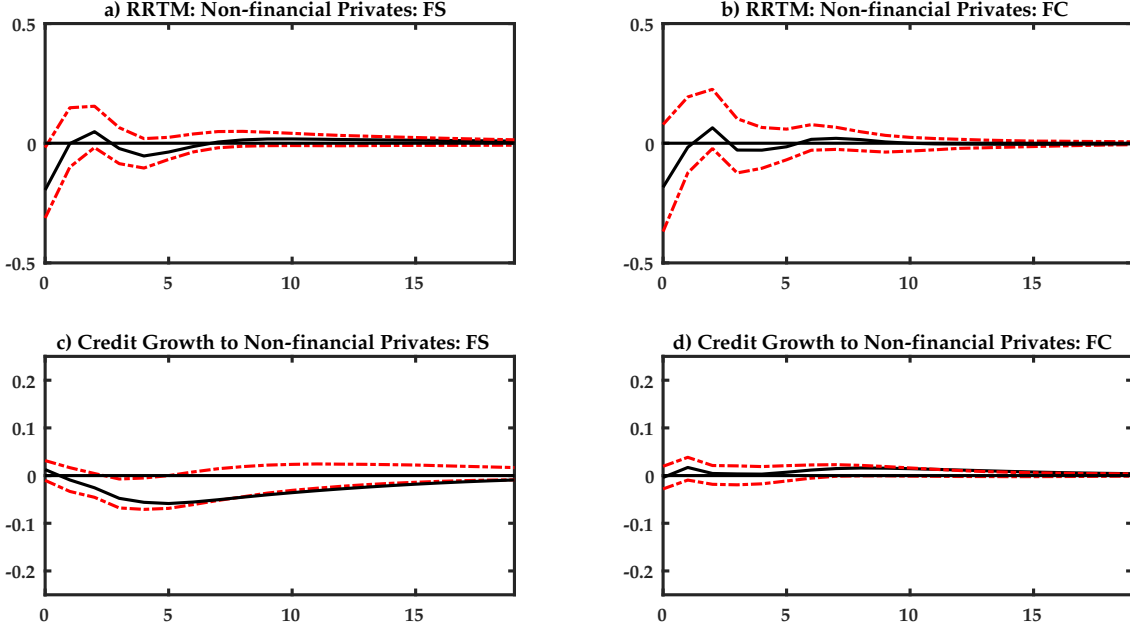 a) RRTM: Non-financial Privates: FS
0.5
0
-0.5
0 5 10 15
b) RRTM: Non-financial Privates: FC
0.5
0
-0.5
0 5 10 15
c) Credit Growth to Non-financial Privates: FS
0.2
0.1
0
-0.1
-0.2
0 5 10 15
d) Credit Growth to Non-financial Privates: FC
0.2
0.1
0
-0.1
-0.2
0 5 10 15